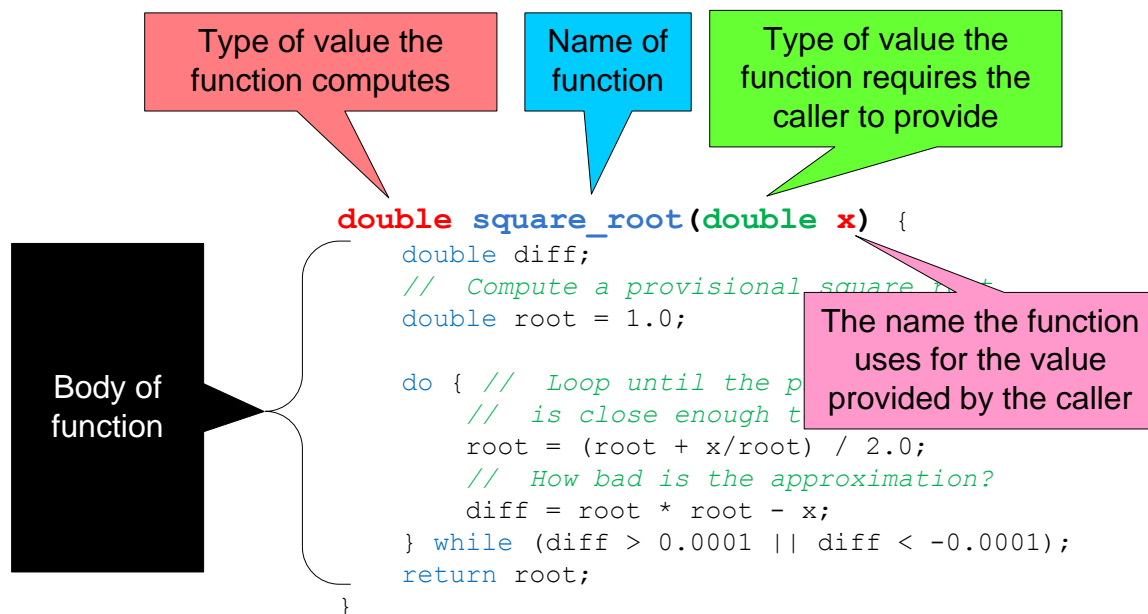 Type of value the
function computes
Name of
function
Type of value the
function requires the
caller to provide
double square_root(double x) {
double diff;
// Compute a provisional square
double root = 1.0;
The name the function
uses for the value
provided by the caller
Body of
function
do { // Loop until the
// is close enough
root = (root + x/root) / 2.0;
// How bad is the approximation?
diff = root * root - x;
} while (diff > 0.0001 || diff < -0.0001);
return root;
}